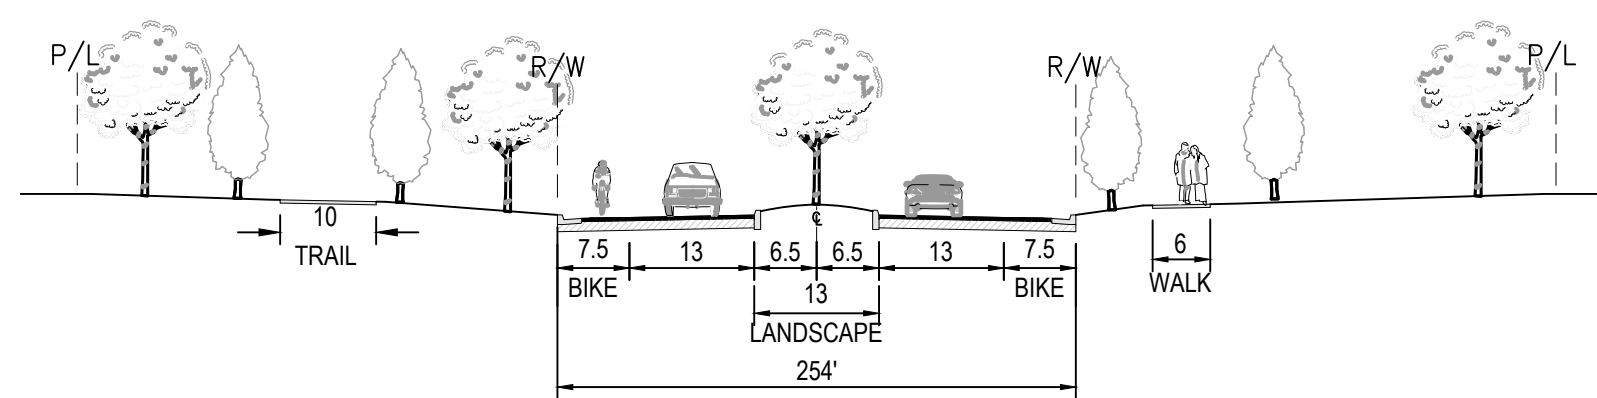 P/L
R/W
R/W
P/L
10
TRAIL
℄
7.5
13
6.5
6.5
13
7.5
6
BIKE
13
BIKE
WALK
LANDSCAPE
254'